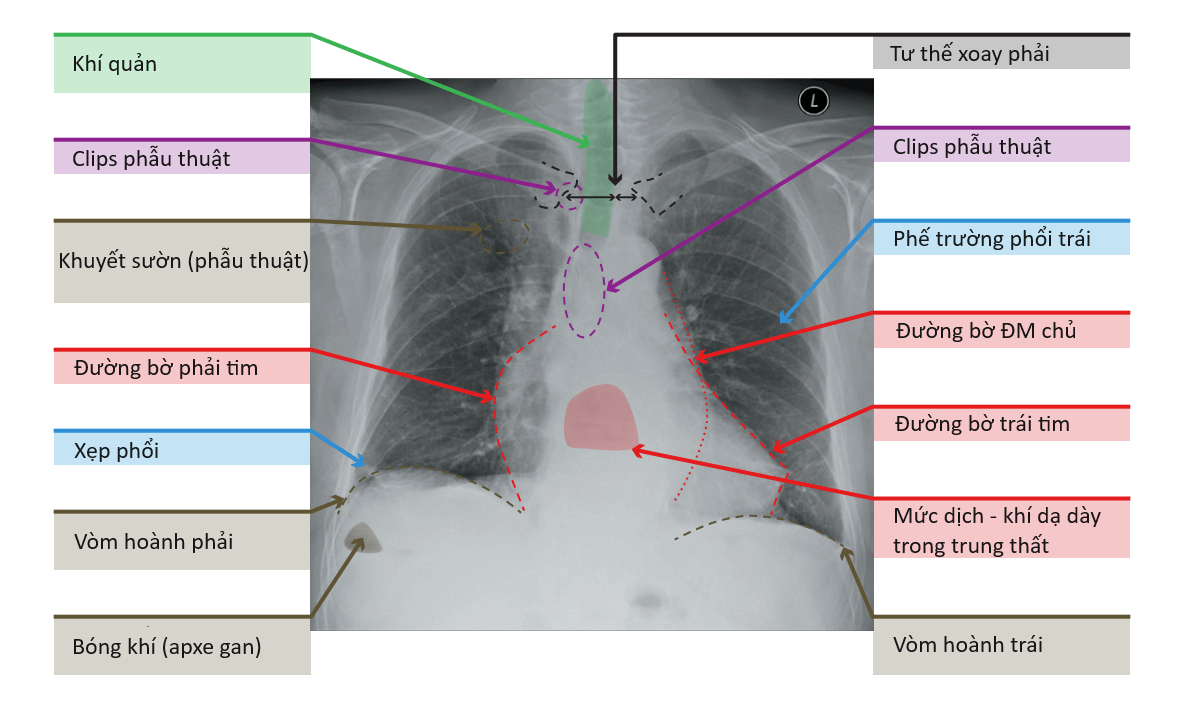 Khí quản
Clips phẫu thuật
Khuyết sườn (phẫu thuật)
Đường bờ phải tim
Xẹp phổi
Vòm hoành phải
Bóng khí (apxe gan)
L
Tư thế xoay phải
Clips phẫu thuật
Phế trường phổi trái
Đường bờ ĐM chủ
Đường bờ trái tim
Mức dịch - khí dạ dày
trong trung thất
Vòm hoành trái